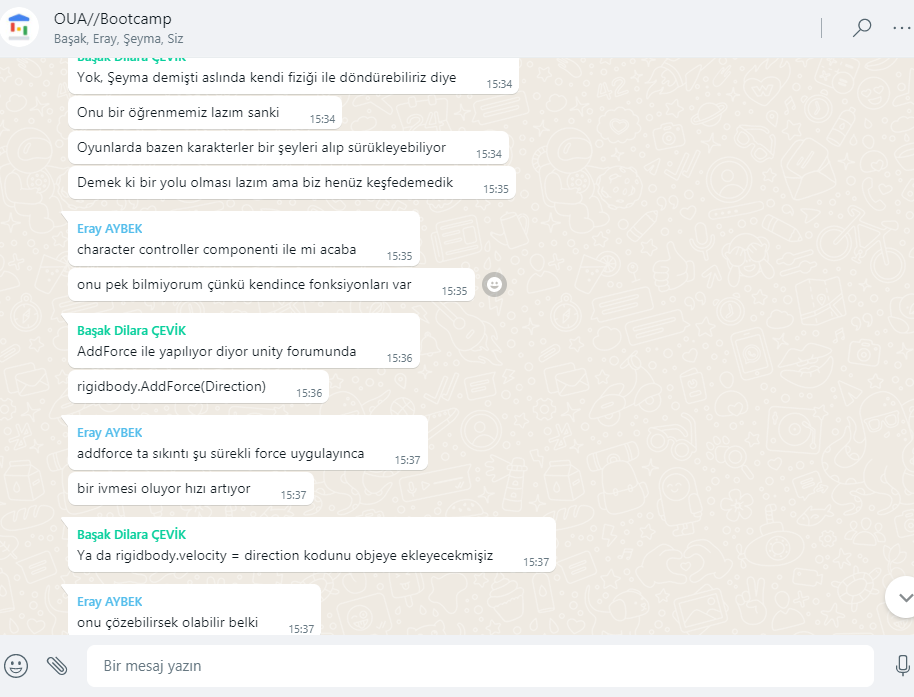 OUA//Bootcamp
Başak, Eray, Şeyma, Siz
Başak Dilara ÇEVİK
Yok, Şeyma demişti aslında kendi fiziği ile döndürebiliriz diye
15:34
Onu bir öğrenmemiz lazım sanki
15:34
Oyunlarda bazen karakterler bir şeyleri alıp sürükleyebiliyor
15:34
Demek ki bir yolu olması lazım ama biz henüz keşfedemedik
15:35
Eray AYBEK
character controller componenti ile mi acaba
15:35
onu pek bilmiyorum çünkü kendince fonksiyonları var
15:35
Başak Dilara ÇEVİK
AddForce ile yapılıyor diyor unity forumunda
15:36
rigidbody.AddForce(Direction)
15:36
Eray AYBEK
addforce ta sıkıntı şu sürekli force uygulayınca
15:37
bir ivmesi oluyor hızı artıyor
15:37
Başak Dilara ÇEVİK
Ya da rigidbody.velocity = direction kodunu objeye ekleyecekmişiz
15:37
Eray AYBEK
onu çözebilirsek olabilir belki
15:37
Bir mesaj yazın